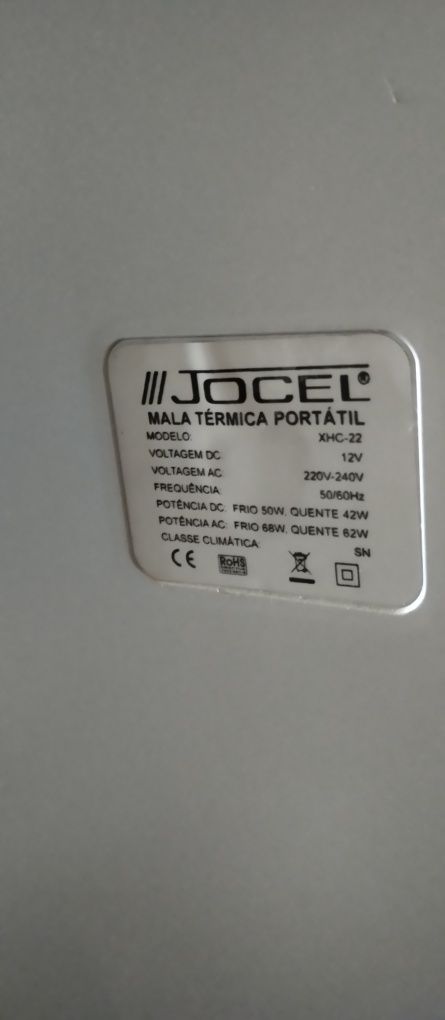 JOCEL®
MALA TÉRMICA PORTÁTIL
MODELO: XHC-22
VOLTAGEM DC: 12V
VOLTAGEM AC: 220V-240V
FREQUÊNCIA: 50/60Hz
POTÊNCIA DC: FRIO 50W, QUENTE 42W
POTÊNCIA AC: FRIO 68W, QUENTE 62W
CLASSE CLIMÁTICA: SN
CE RoHS